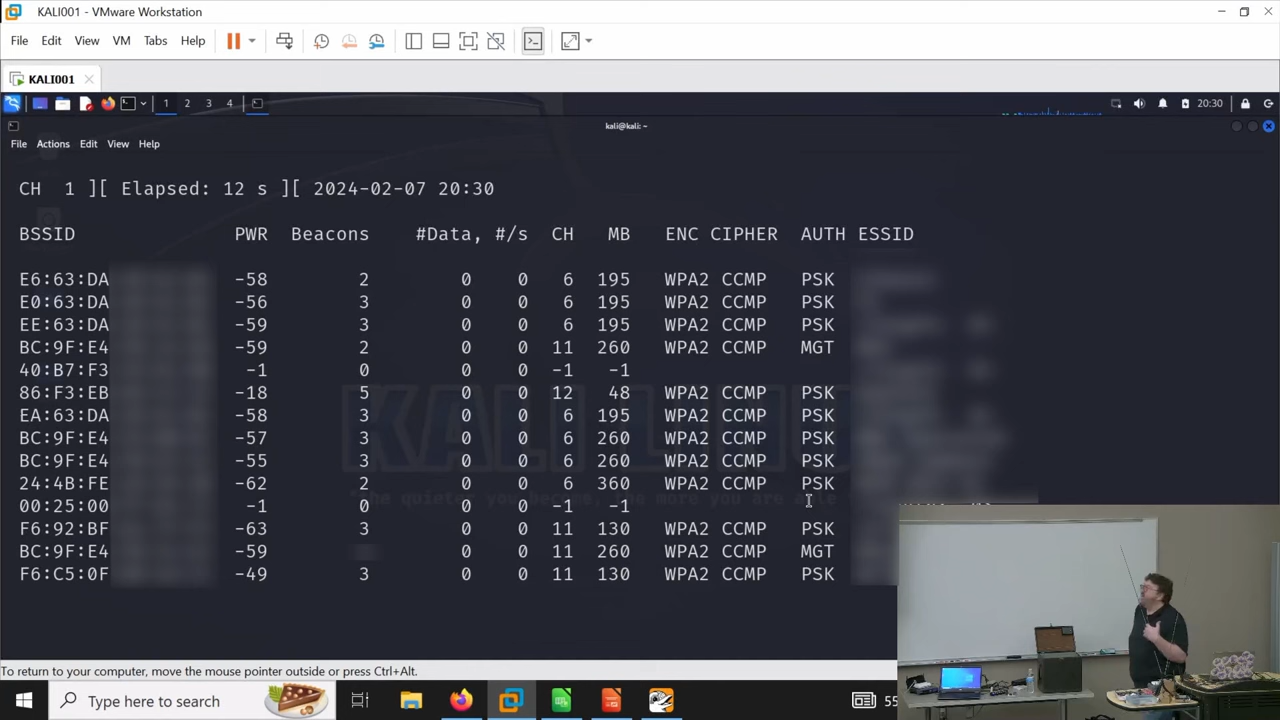 KALI001 - VMware Workstation
File Edit View VM Tabs Help
KALI001
1 2 3 4 20:30
kali@kali: ~
File Actions Edit View Help
CH 1 ][ Elapsed: 12 s ][ 2024-02-07 20:30
BSSID PWR Beacons #Data, #/s CH MB ENC CIPHER AUTH ESSID
E6:63:DA -58 2 0 0 6 195 WPA2 CCMP PSK
E0:63:DA -56 3 0 0 6 195 WPA2 CCMP PSK
EE:63:DA -59 3 0 0 6 195 WPA2 CCMP PSK
BC:9F:E4 -59 2 0 0 11 260 WPA2 CCMP MGT
40:B7:F3 -1 0 0 0 -1 -1
86:F3:EB -18 5 0 0 12 48 WPA2 CCMP PSK
EA:63:DA -58 3 0 0 6 195 WPA2 CCMP PSK
BC:9F:E4 -57 3 0 0 6 260 WPA2 CCMP PSK
BC:9F:E4 -55 3 0 0 6 260 WPA2 CCMP PSK
24:4B:FE -62 2 0 0 6 360 WPA2 CCMP PSK
KALI LINUX
"the quieter you become, the more you are able
00:25:00 -1 0 0 0 -1 -1
F6:92:BF -63 3 0 0 11 130 WPA2 CCMP PSK
BC:9F:E4 -59 0 0 11 260 WPA2 CCMP MGT
F6:C5:0F -49 3 0 0 11 130 WPA2 CCMP PSK
To return to your computer, move the mouse pointer outside or press Ctrl+Alt.
Type here to search